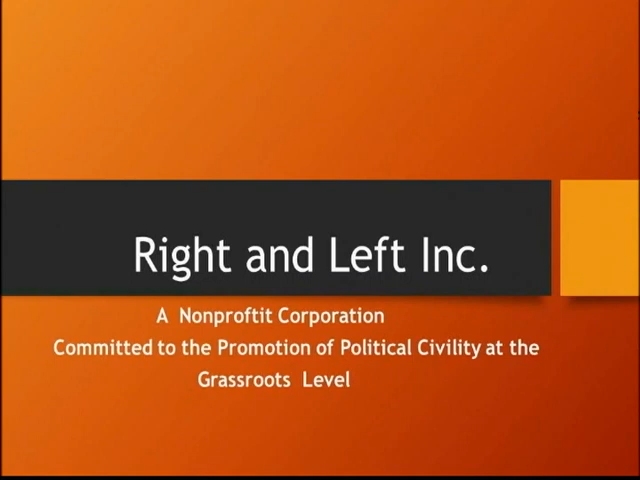 Right and Left Inc.
A Nonproftit Corporation
Committed to the Promotion of Political Civility at the
Grassroots Level